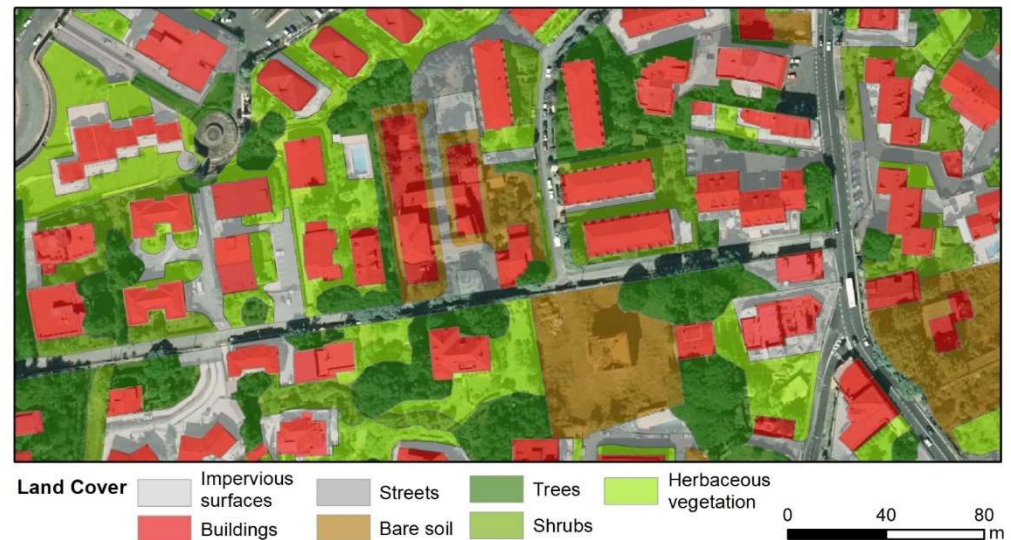 Land Cover
Impervious
surfaces
Streets
Trees
Herbaceous
vegetation
Buildings
Bare soil
Shrubs
0 40 80
m